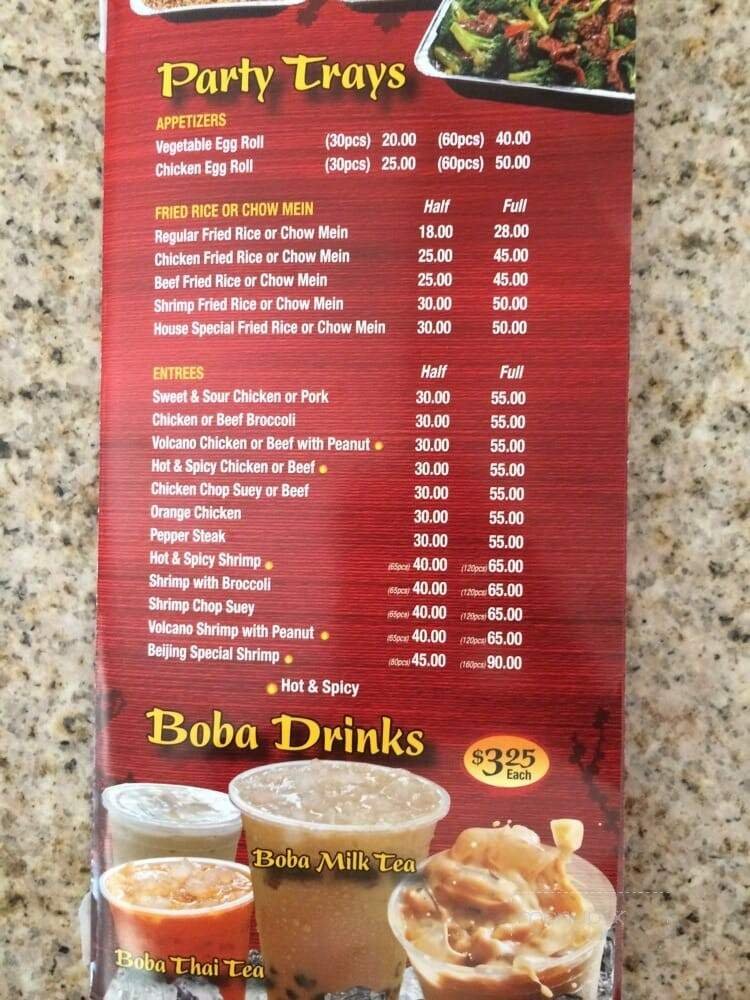 Party Trays
APPETIZERS
Vegetable Egg Roll (30pcs) 20.00 (60pcs) 40.00
Chicken Egg Roll (30pcs) 25.00 (60pcs) 50.00
FRIED RICE OR CHOW MEIN Half Full
Regular Fried Rice or Chow Mein 18.00 28.00
Chicken Fried Rice or Chow Mein 25.00 45.00
Beef Fried Rice or Chow Mein 25.00 45.00
Shrimp Fried Rice or Chow Mein 30.00 50.00
House Special Fried Rice or Chow Mein 30.00 50.00
ENTREES Half Full
Sweet & Sour Chicken or Pork 30.00 55.00
Chicken or Beef Broccoli 30.00 55.00
Volcano Chicken or Beef with Peanut 30.00 55.00
Hot & Spicy Chicken or Beef 30.00 55.00
Chicken Chop Suey or Beef 30.00 55.00
Orange Chicken 30.00 55.00
Pepper Steak 30.00 55.00
Hot & Spicy Shrimp (65pcs) 40.00 (120pcs) 65.00
Shrimp with Broccoli (65pcs) 40.00 (120pcs) 65.00
Shrimp Chop Suey (65pcs) 40.00 (120pcs) 65.00
Volcano Shrimp with Peanut (65pcs) 40.00 (120pcs) 65.00
Beijing Special Shrimp (80pcs) 45.00 (160pcs) 90.00
Hot & Spicy
Boba Drinks
$3.25
Each
Boba Milk Tea
Boba Thai Tea